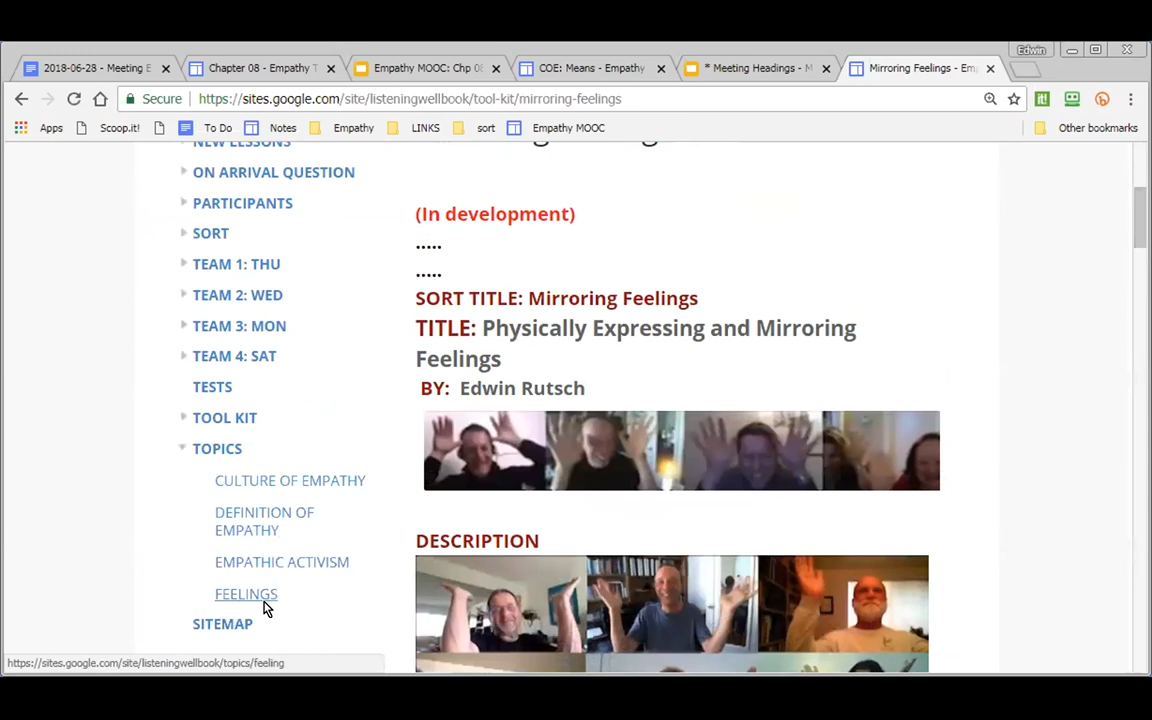 Edwin
2018-06-28 - Meeting E
Chapter 08 - Empathy T
Empathy MOOC: Chp 08
COE: Means - Empathy
* Meeting Headings - M
Mirroring Feelings - Emp
Secure
https://sites.google.com/site/listeningwellbook/tool-kit/mirroring-feelings
Apps
Scoop.it!
To Do
Notes
Empathy
LINKS
sort
Empathy MOOC
Other bookmarks
NEW LESSONS
ON ARRIVAL QUESTION
PARTICIPANTS
SORT
TEAM 1: THU
TEAM 2: WED
TEAM 3: MON
TEAM 4: SAT
TESTS
TOOL KIT
TOPICS
CULTURE OF EMPATHY
DEFINITION OF
EMPATHY
EMPATHIC ACTIVISM
FEELINGS
SITEMAP
(In development)
.....
.....
SORT TITLE: Mirroring Feelings
TITLE: Physically Expressing and Mirroring
Feelings
BY: Edwin Rutsch
DESCRIPTION
https://sites.google.com/site/listeningwellbook/topics/feeling